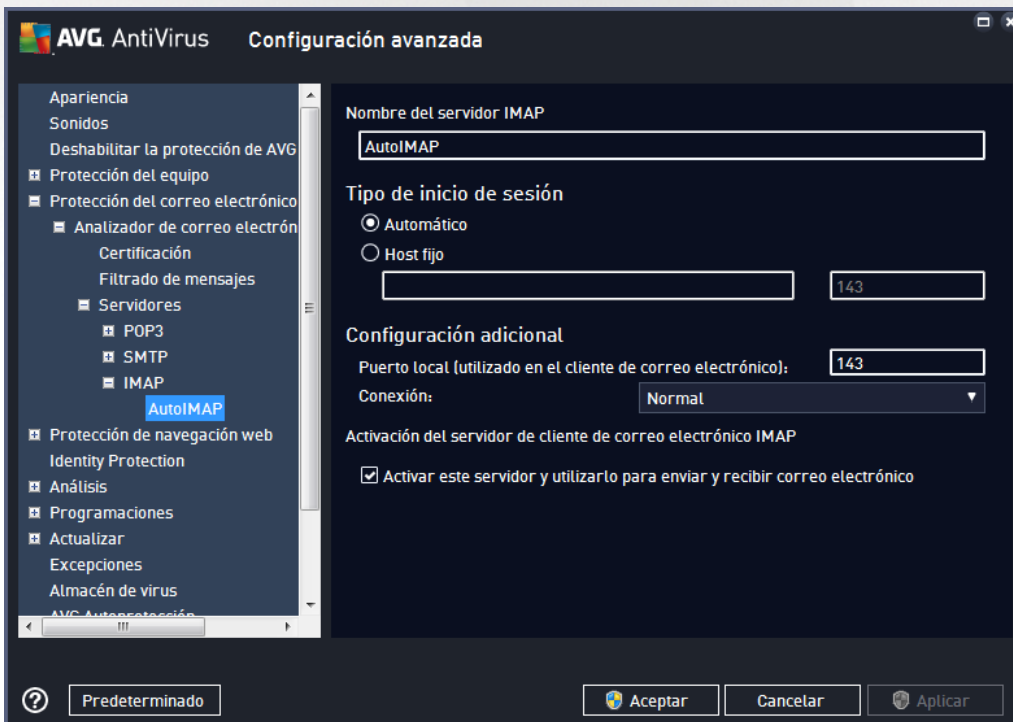 AVG AntiVirus Configuración avanzada
Apariencia
Sonidos
Deshabilitar la protección de AVG
Protección del equipo
Protección del correo electrónico
Analizador de correo electrón
Certificación
Filtrado de mensajes
Servidores
POP3
SMTP
IMAP
AutoIMAP
Protección de navegación web
Identity Protection
Análisis
Programaciones
Actualizar
Excepciones
Almacén de virus
AVG Autoprotección
Nombre del servidor IMAP
AutoIMAP
Tipo de inicio de sesión
Automático
Host fijo
143
Configuración adicional
Puerto local (utilizado en el cliente de correo electrónico): 143
Conexión: Normal
Activación del servidor de cliente de correo electrónico IMAP
Activar este servidor y utilizarlo para enviar y recibir correo electrónico
? Predeterminado Aceptar Cancelar Aplicar